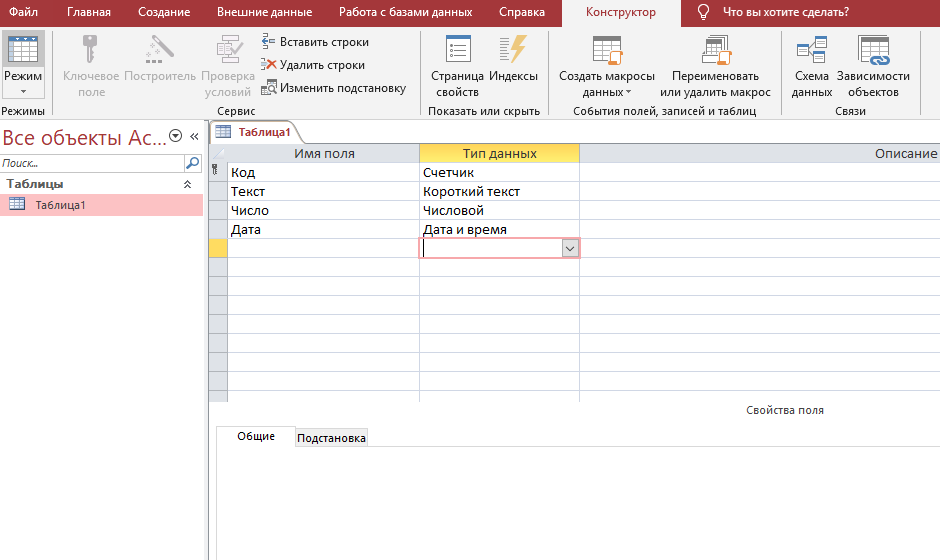 Файл Главная Создание Внешние данные Работа с базами данных Справка Конструктор Что вы хотите сделать?
Режим
Ключевое поле
Построитель
Проверка условий
Вставить строки
Удалить строки
Изменить подстановку
Страница свойств
Индексы
Создать макросы данных
Переименовать или удалить макрос
Схема данных
Зависимости объектов
Режимы Сервис Показать или скрыть События полей, записей и таблиц Связи
Все объекты Ac...
Поиск...
Таблицы
Таблица1
Таблица1
Имя поля Тип данных Описание
Код Счетчик
Текст Короткий текст
Число Числовой
Дата Дата и время
Свойства поля
Общие Подстановка